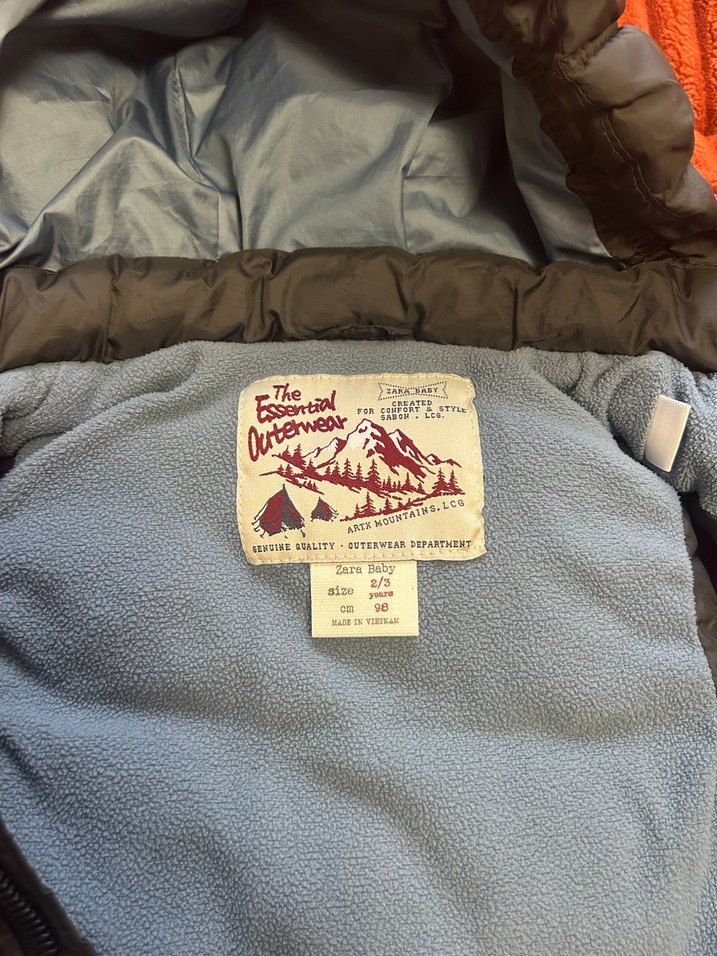 The
Essential
Outerwear
ZARA BABY
CREATED
FOR CONFORT & STYLE
SABON . LCG.
ARTX MOUNTAINS, LCG
GENUINE QUALITY · OUTERWEAR DEPARTMENT
Zara Baby
size 2/3
years
cm 98
MADE IN VIETNAM